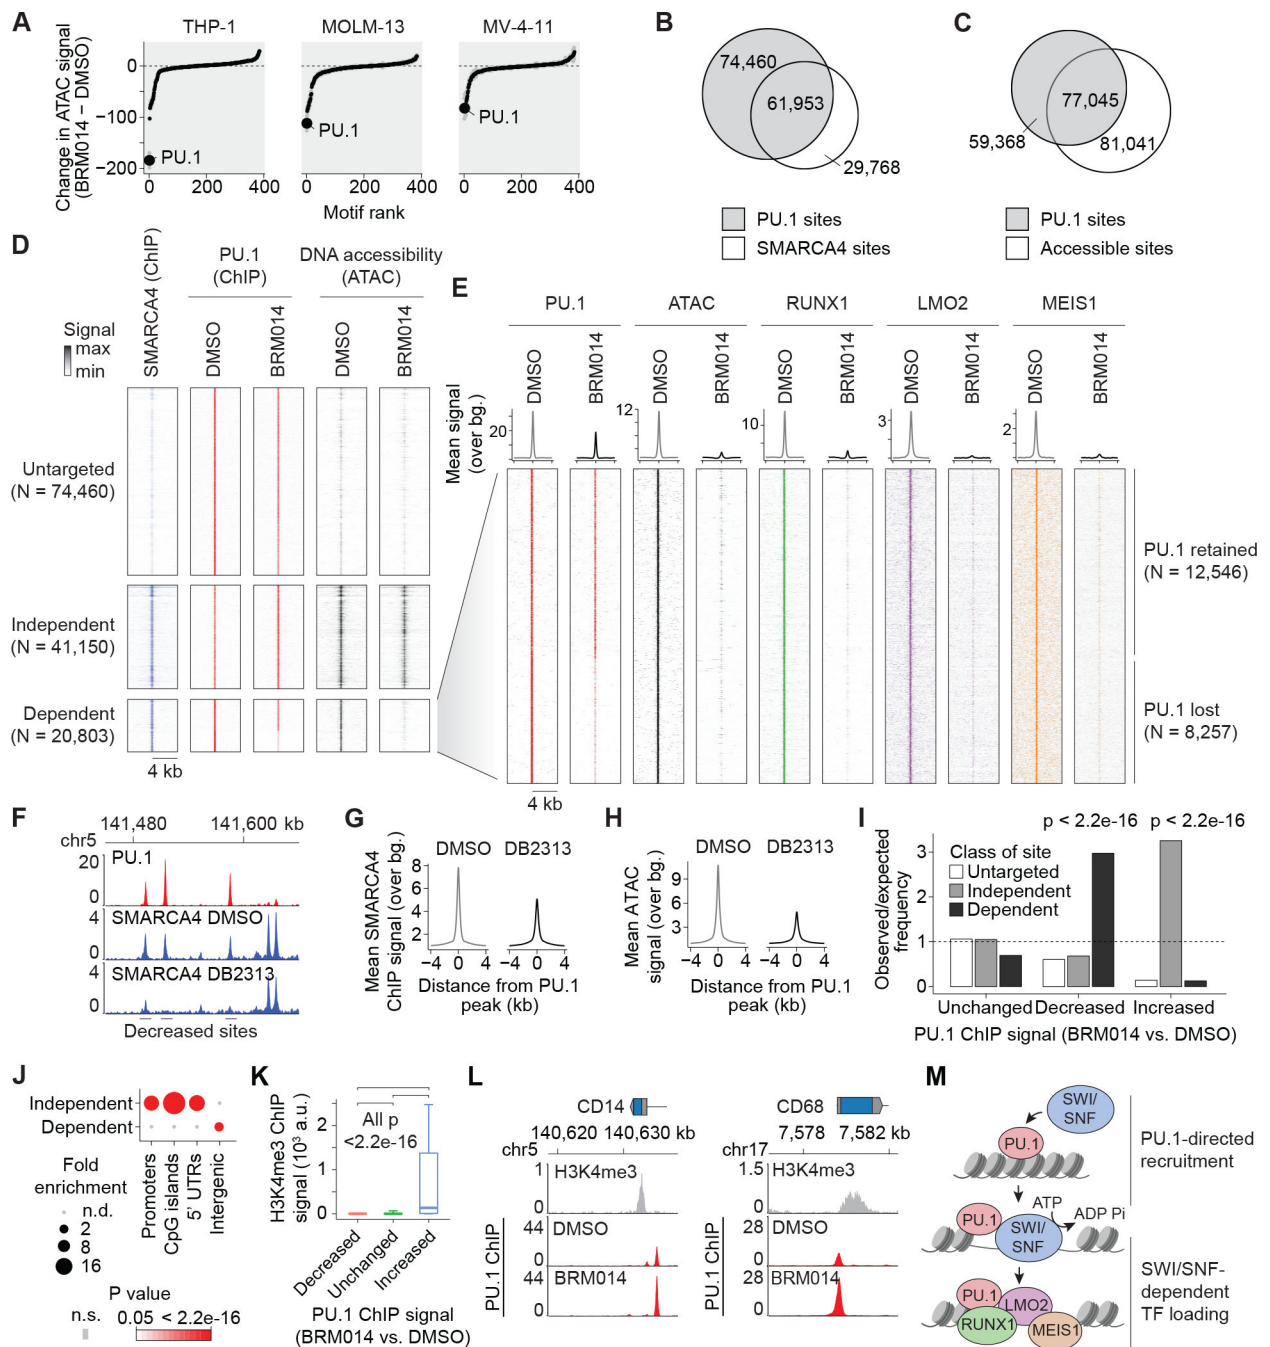 A
THP-1
MOLM-13
MV-4-11
Change in ATAC signal
(BRM014 − DMSO)
0
−100
−200
PU.1
PU.1
PU.1
0 200 400
0 200 400
0 200 400
Motif rank
B
74,460
61,953
29,768
PU.1 sites
SMARCA4 sites
C
77,045
59,368
81,041
PU.1 sites
Accessible sites
D
SMARCA4 (ChIP)
PU.1
(ChIP)
DNA accessibility
(ATAC)
Signal
max
min
DMSO
BRM014
DMSO
BRM014
Untargeted
(N = 74,460)
Independent
(N = 41,150)
Dependent
(N = 20,803)
4 kb
E
PU.1
ATAC
RUNX1
LMO2
MEIS1
DMSO
BRM014
DMSO
BRM014
DMSO
BRM014
DMSO
BRM014
DMSO
BRM014
Mean signal
(over bg.)
20
12
10
3
2
PU.1 retained
(N = 12,546)
PU.1 lost
(N = 8,257)
4 kb
F
141,480
141,600 kb
chr5
20
PU.1
0
4
SMARCA4 DMSO
0
4
SMARCA4 DB2313
0
Decreased sites
G
Mean SMARCA4
ChIP signal (over bg.)
DMSO
DB2313
8
6
4
2
−4 0 4
−4 0 4
Distance from PU.1
peak (kb)
H
Mean ATAC
signal (over bg.)
DMSO
DB2313
9
6
3
−4 0 4
−4 0 4
Distance from PU.1
peak (kb)
I
p < 2.2e-16
p < 2.2e-16
Observed/expected
frequency
3
2
1
0
Class of site
Untargeted
Independent
Dependent
Unchanged
Decreased
Increased
PU.1 ChIP signal (BRM014 vs. DMSO)
J
Independent
Dependent
Promoters
CpG islands
5' UTRs
Intergenic
Fold
enrichment
n.d.
2
8
16
P value
n.s.
0.05 < 2.2e-16
K
H3K4me3 ChIP
signal (10³ a.u.)
2
1
0
All p
<2.2e-16
Decreased
Unchanged
Increased
PU.1 ChIP signal
(BRM014 vs. DMSO)
L
CD14
140,620
140,630 kb
chr5
1
H3K4me3
0
PU.1 ChIP
44
DMSO
0
44
BRM014
0
CD68
7,578
7,582 kb
chr17
1.5
H3K4me3
0
PU.1 ChIP
28
DMSO
0
28
BRM014
0
M
SWI/
SNF
PU.1
PU.1-directed
recruitment
ATP
ADP Pi
PU.1
SWI/
SNF
SWI/SNF-
dependent
TF loading
PU.1
LMO2
RUNX1
MEIS1